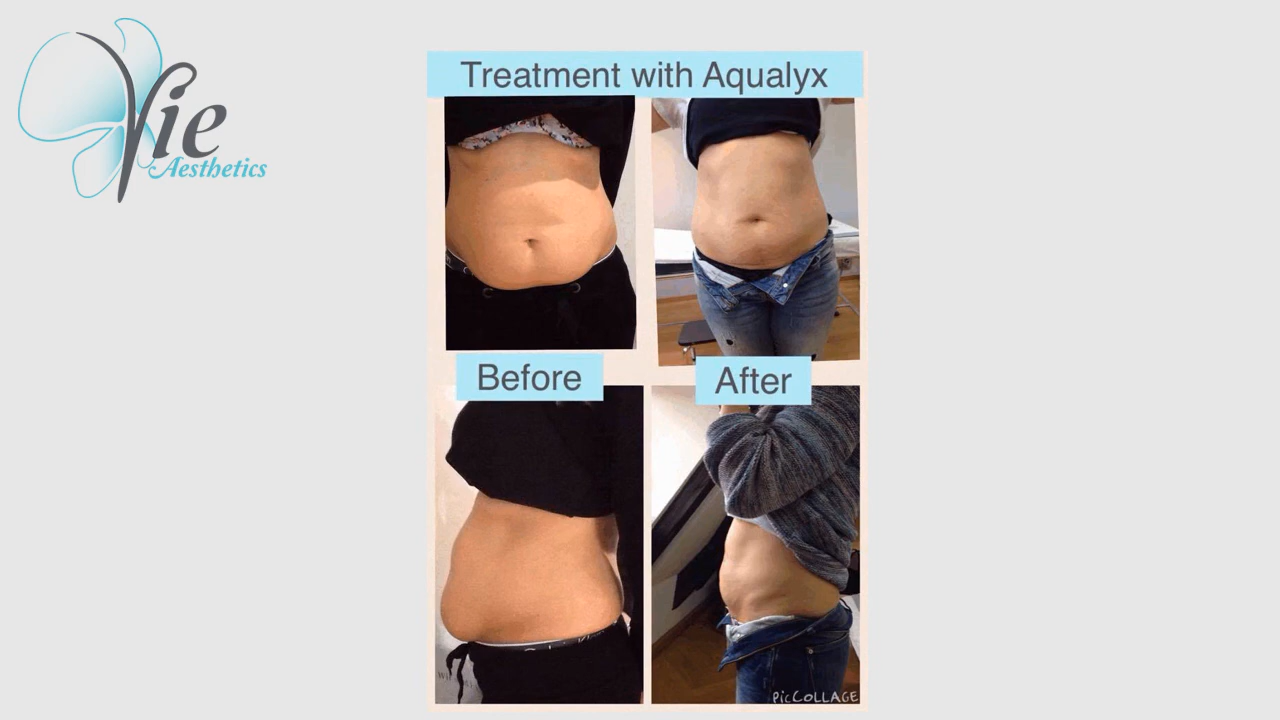 Vie
Aesthetics
Treatment with Aqualyx
Before
After
PicCOLLAGE